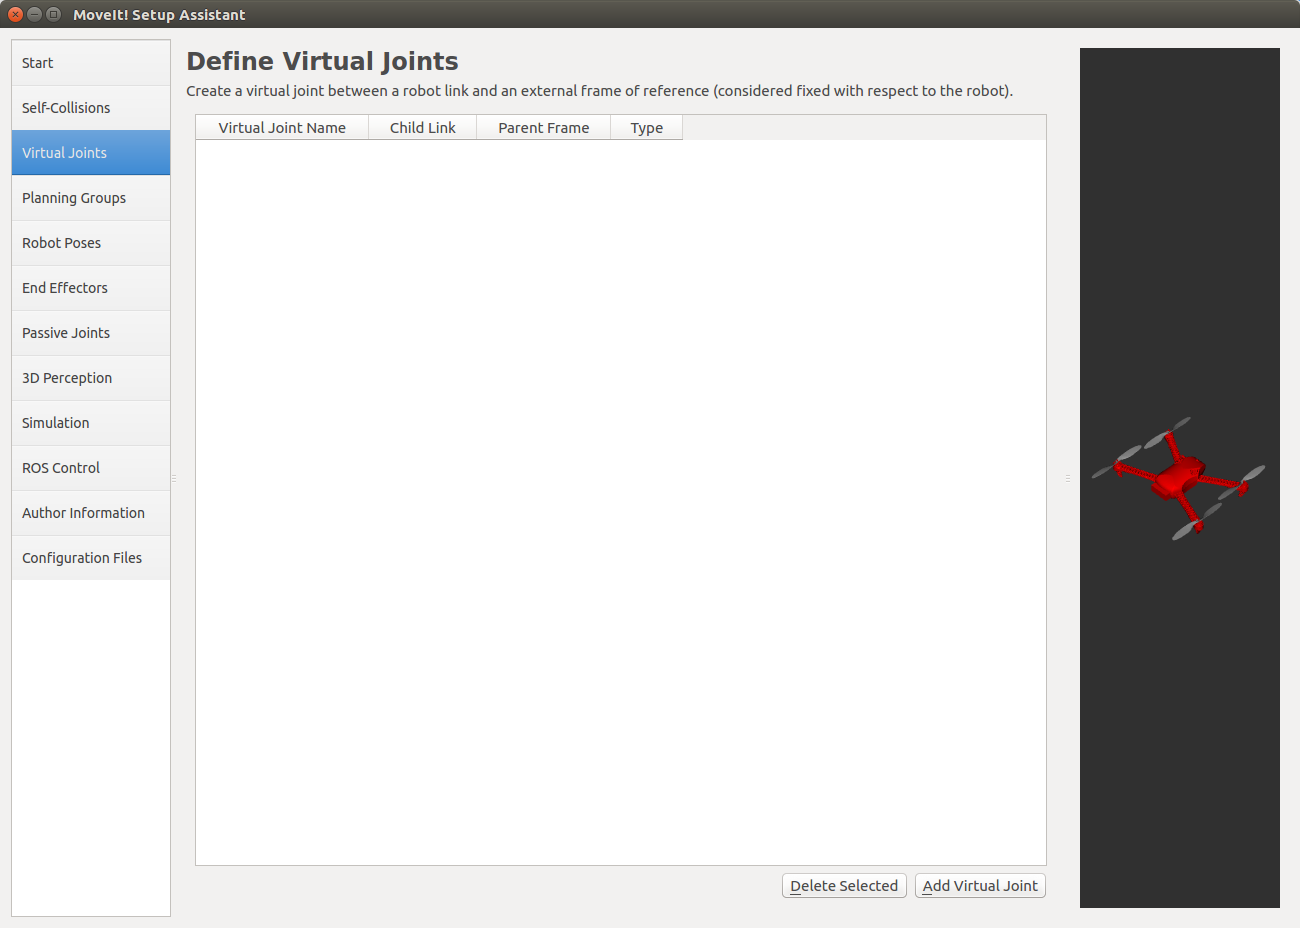 MoveIt! Setup Assistant
Start
Self-Collisions
Virtual Joints
Planning Groups
Robot Poses
End Effectors
Passive Joints
3D Perception
Simulation
ROS Control
Author Information
Configuration Files
Define Virtual Joints
Create a virtual joint between a robot link and an external frame of reference (considered fixed with respect to the robot).
Virtual Joint Name Child Link Parent Frame Type
Delete Selected Add Virtual Joint